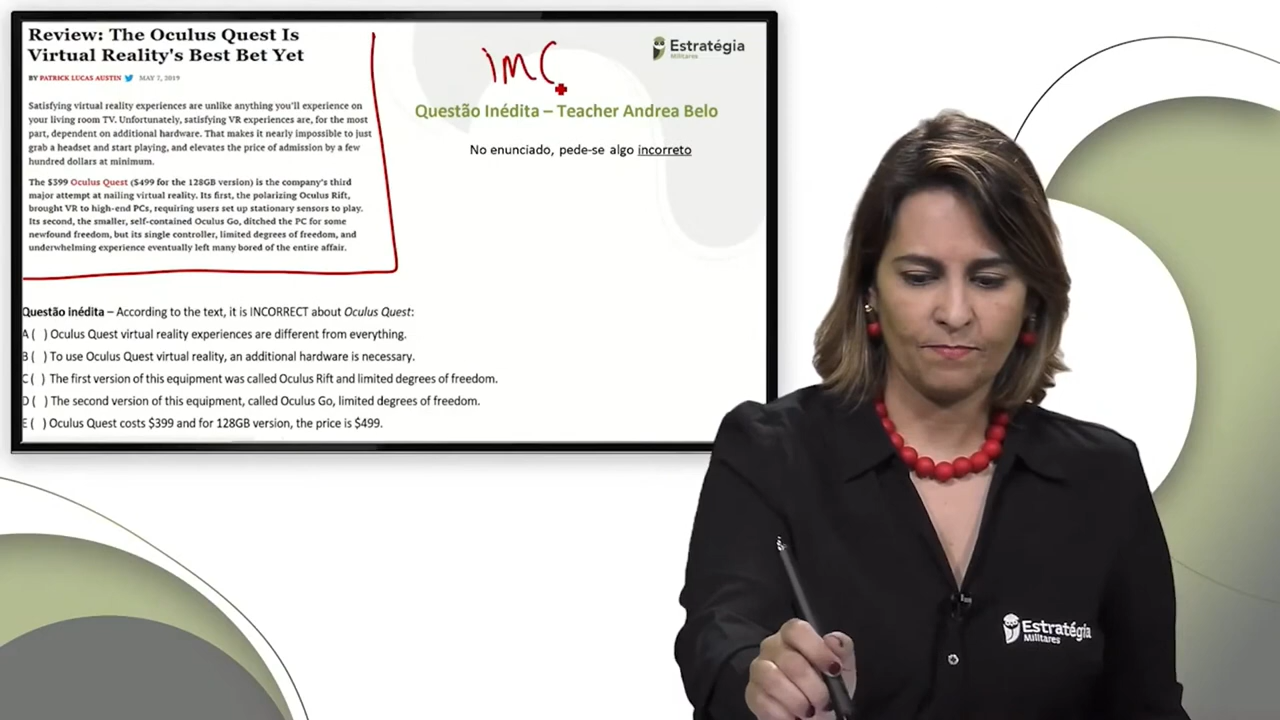 Review: The Oculus Quest Is
Virtual Reality's Best Bet Yet
BY PATRICK LUCAS AUSTIN MAY 7, 2019
Satisfying virtual reality experiences are unlike anything you'll experience on
your living room TV. Unfortunately, satisfying VR experiences are, for the most
part, dependent on additional hardware. That makes it nearly impossible to just
grab a headset and start playing, and elevates the price of admission by a few
hundred dollars at minimum.
The $399 Oculus Quest ($499 for the 128GB version) is the company's third
major attempt at nailing virtual reality. Its first, the polarizing Oculus Rift,
brought VR to high-end PCs, requiring users set up stationary sensors to play.
Its second, the smaller, self-contained Oculus Go, ditched the PC for some
newfound freedom, but its single controller, limited degrees of freedom, and
underwhelming experience eventually left many bored of the entire affair.
inc
Estratégia
Militares
Questão Inédita – Teacher Andrea Belo
No enunciado, pede-se algo incorreto
Questão inédita – According to the text, it is INCORRECT about Oculus Quest:
A ( ) Oculus Quest virtual reality experiences are different from everything.
B ( ) To use Oculus Quest virtual reality, an additional hardware is necessary.
C ( ) The first version of this equipment was called Oculus Rift and limited degrees of freedom.
D ( ) The second version of this equipment, called Oculus Go, limited degrees of freedom.
E ( ) Oculus Quest costs $399 and for 128GB version, the price is $499.
Estratégia
Militares